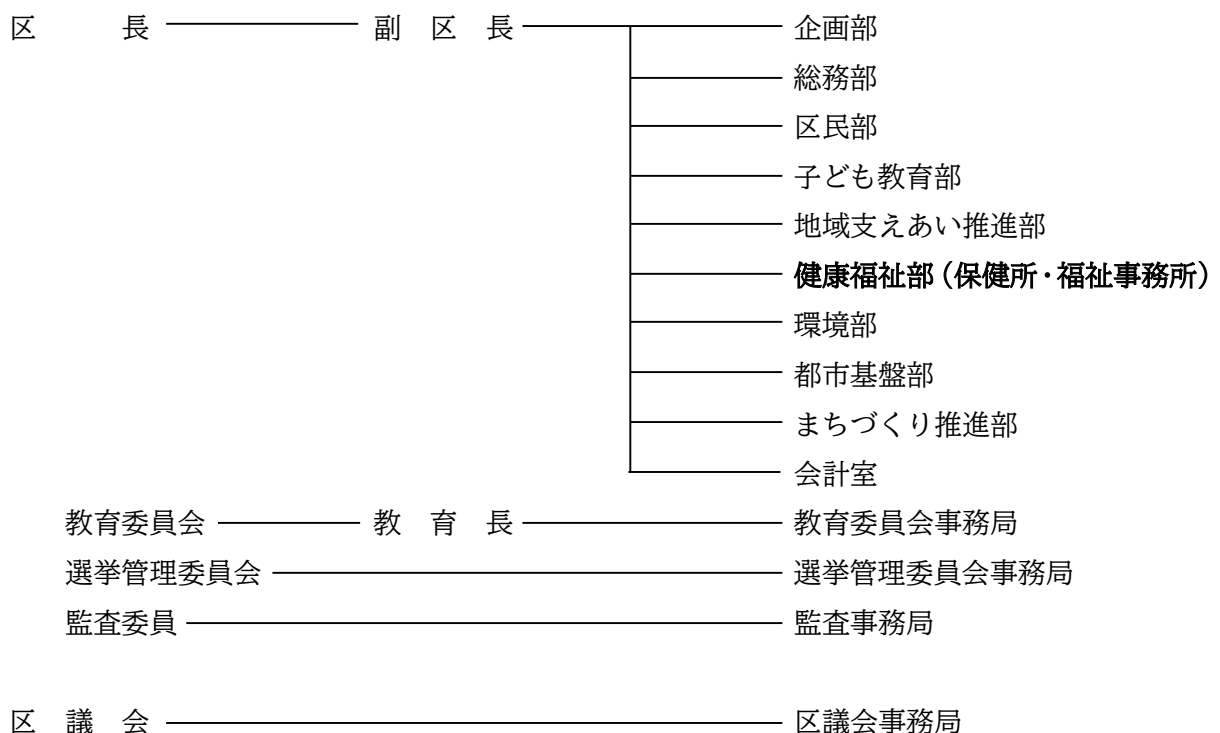 区　長 副区長 企画部
総務部
区民部
子ども教育部
地域支えあい推進部
健康福祉部（保健所・福祉事務所）
環境部
都市基盤部
まちづくり推進部
会計室
教育委員会 教育長 教育委員会事務局
選挙管理委員会 選挙管理委員会事務局
監査委員 監査事務局
区議会 区議会事務局